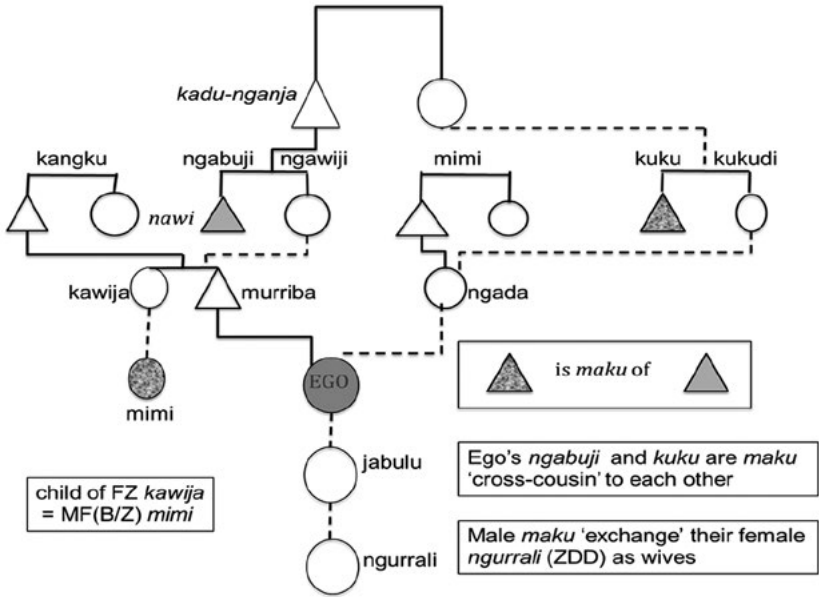 kadu-nganja
kangku
ngabuji
ngawiji
mimi
kuku
kukudi
nawi
kawija
murriba
ngada
mimi
EGO
is maku of
jabulu
Ego's ngabuji and kuku are maku
'cross-cousin' to each other
child of FZ kawija
= MF(B/Z) mimi
Male maku 'exchange' their female
ngurrali (ZDD) as wives
ngurrali